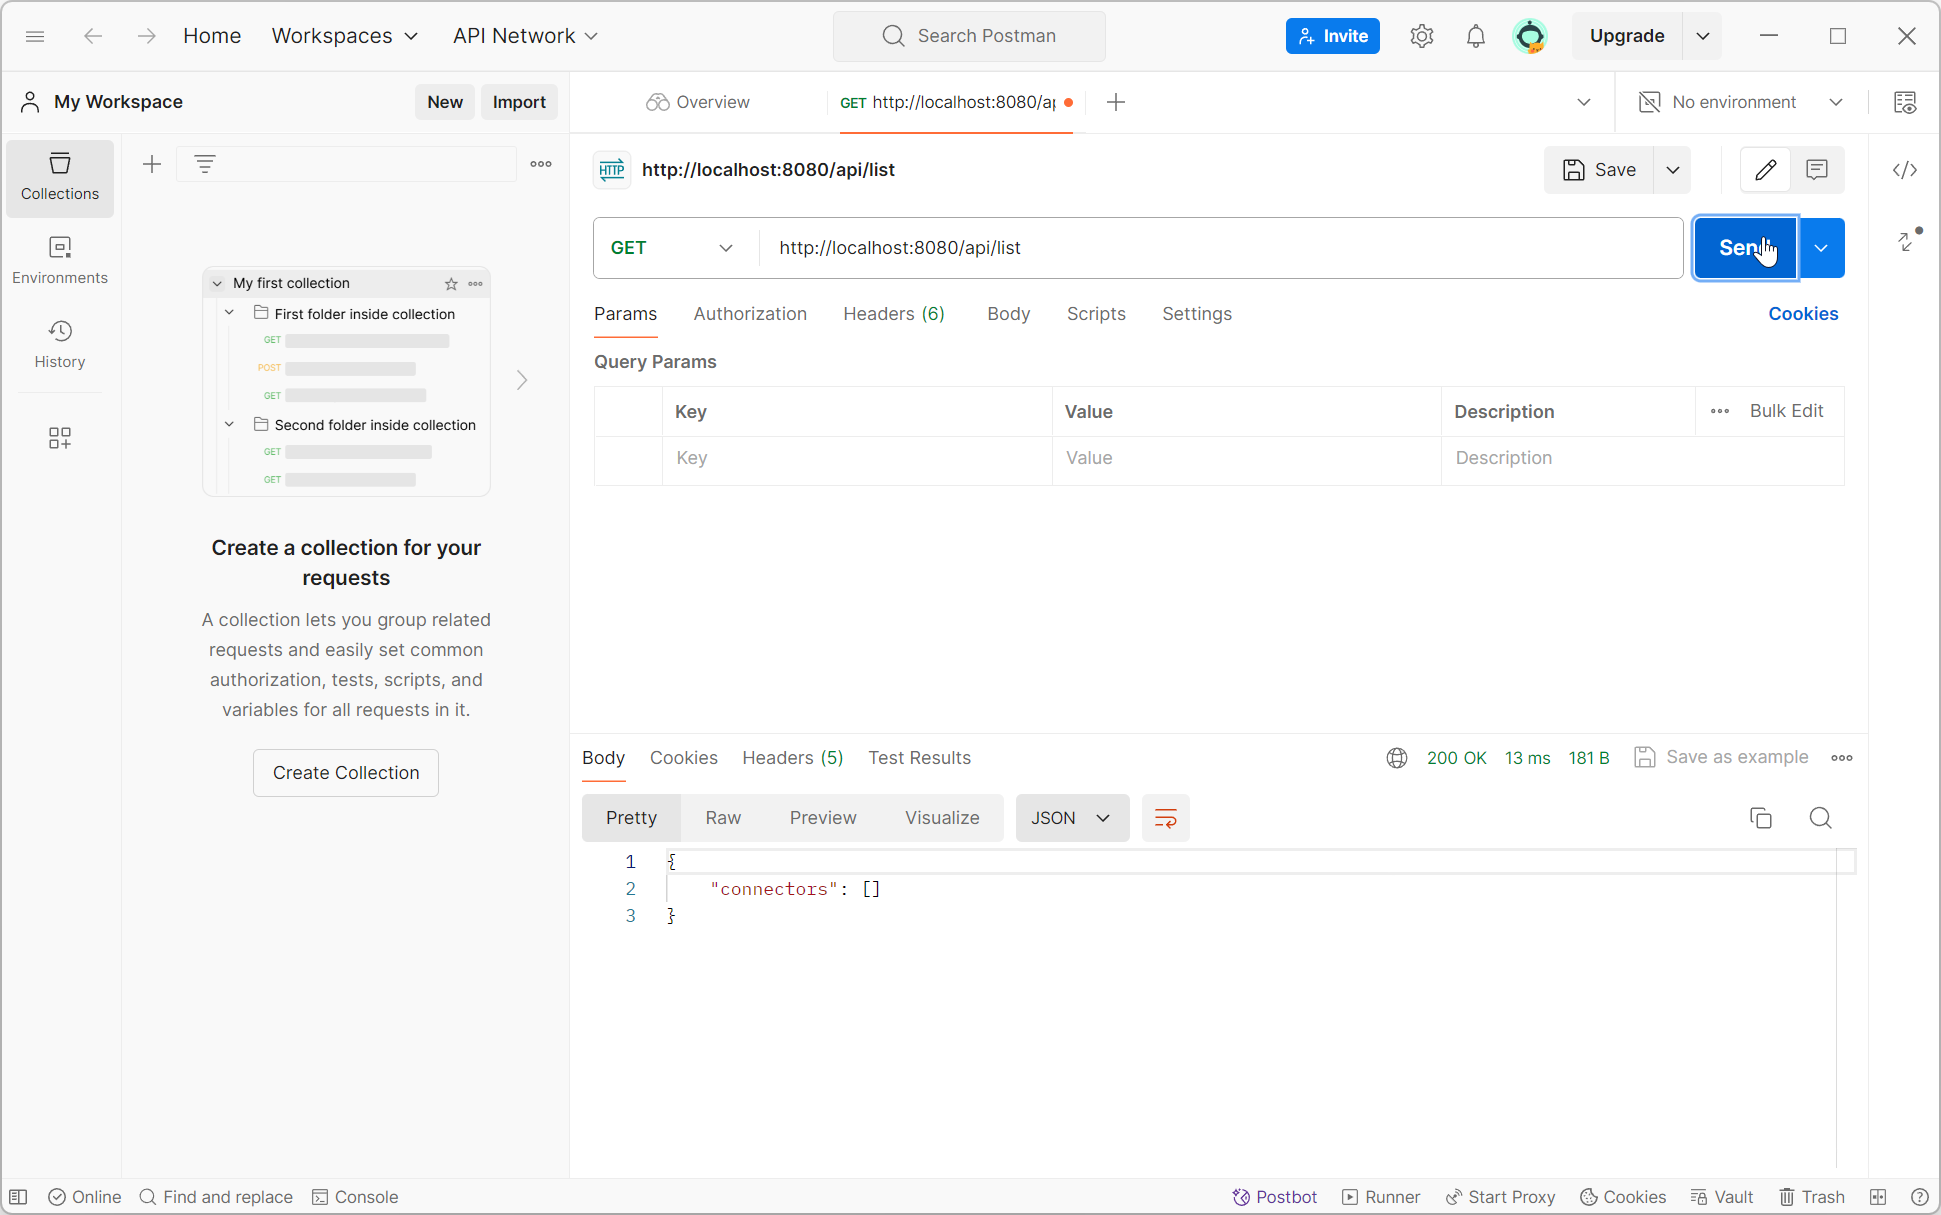 Home Workspaces API Network Search Postman Invite Upgrade
My Workspace New Import Overview GET http://localhost:8080/ap No environment
Collections
Environments
History
My first collection
First folder inside collection
GET
POST
GET
Second folder inside collection
GET
GET
Create a collection for your
requests
A collection lets you group related
requests and easily set common
authorization, tests, scripts, and
variables for all requests in it.
Create Collection
HTTP http://localhost:8080/api/list Save
GET http://localhost:8080/api/list Send
Params Authorization Headers (6) Body Scripts Settings Cookies
Query Params
Key Value Description Bulk Edit
Key Value Description
Body Cookies Headers (5) Test Results 200 OK 13 ms 181 B Save as example
Pretty Raw Preview Visualize JSON
1 {
2 "connectors": []
3 }
Online Find and replace Console Postbot Runner Start Proxy Cookies Vault Trash